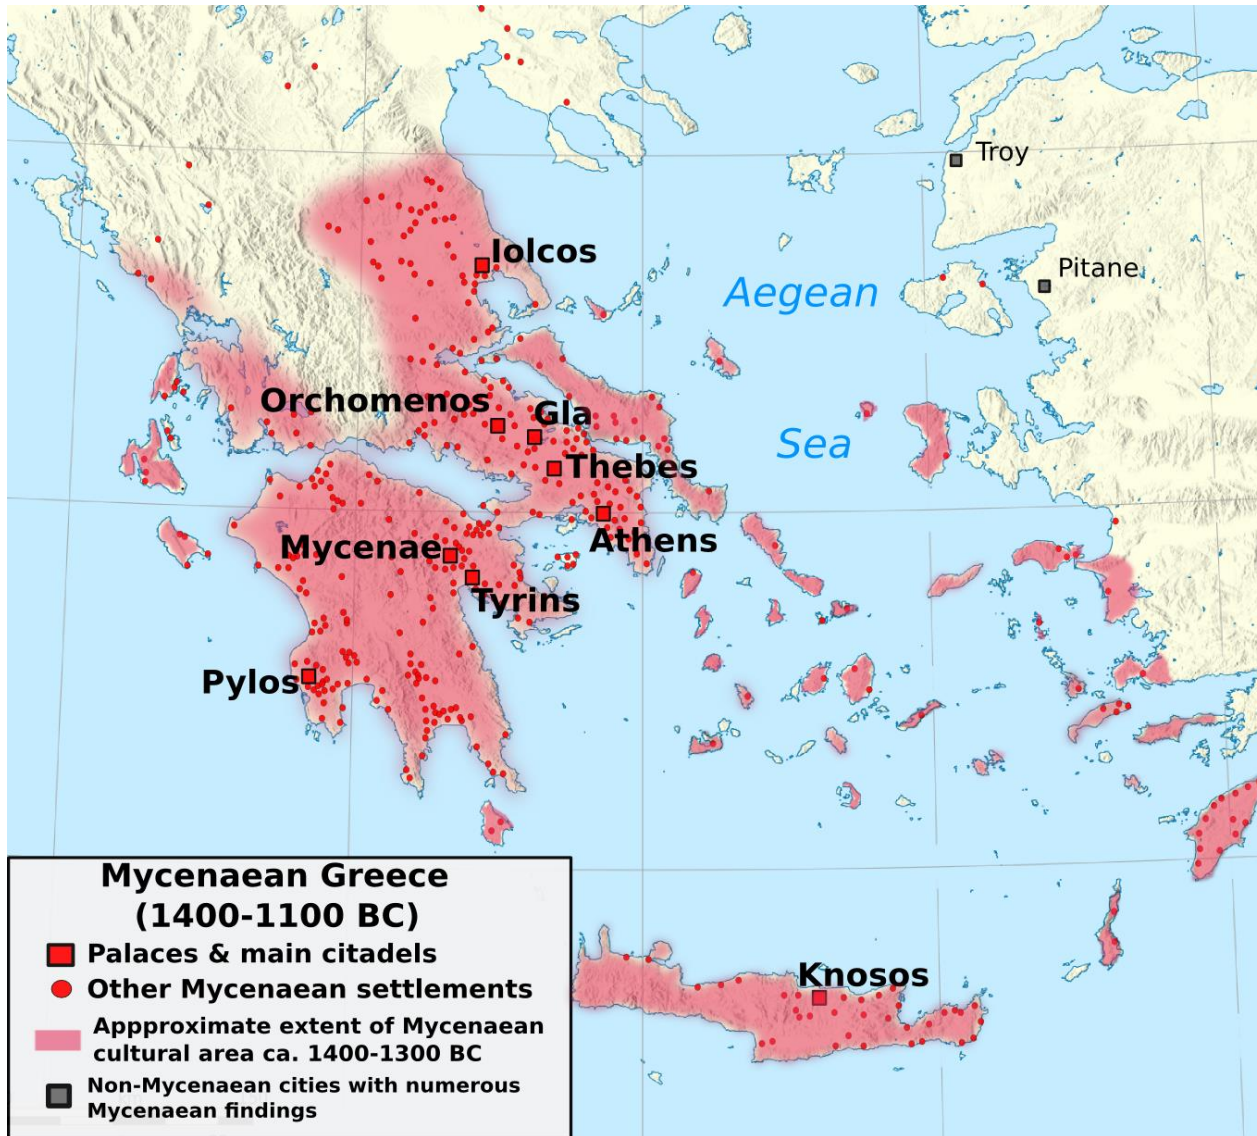 Troy
Iolcos
Pitane
Aegean
Orchomenos
Gla
Sea
Thebes
Mycenae
Athens
Tyrins
Pylos
Knosos
Mycenaean Greece
(1400-1100 BC)
Palaces & main citadels
Other Mycenaean settlements
Appproximate extent of Mycenaean
cultural area ca. 1400-1300 BC
Non-Mycenaean cities with numerous
Mycenaean findings